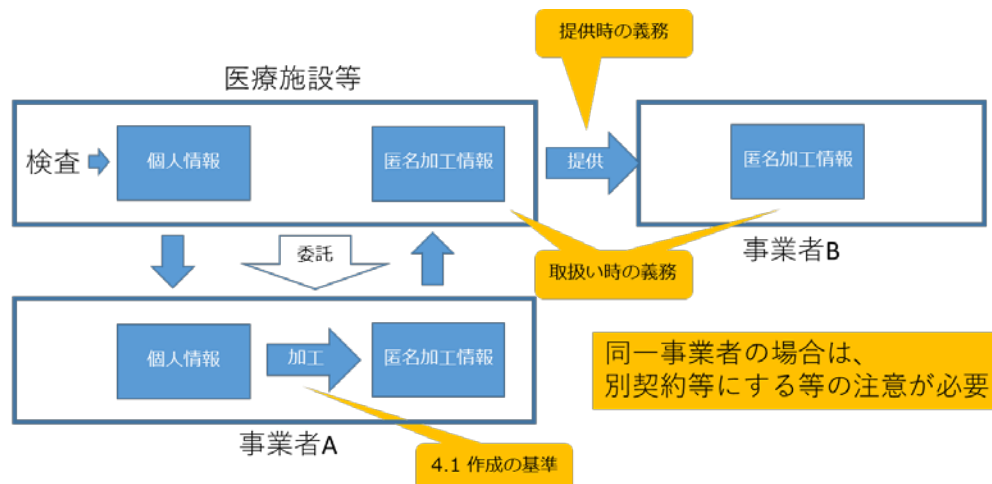 提供時の義務
医療施設等
検査
個人情報
匿名加工情報
提供
匿名加工情報
事業者B
委託
取扱い時の義務
個人情報
加工
匿名加工情報
事業者A
4.1 作成の基準
同一事業者の場合は、
別契約等にする等の注意が必要